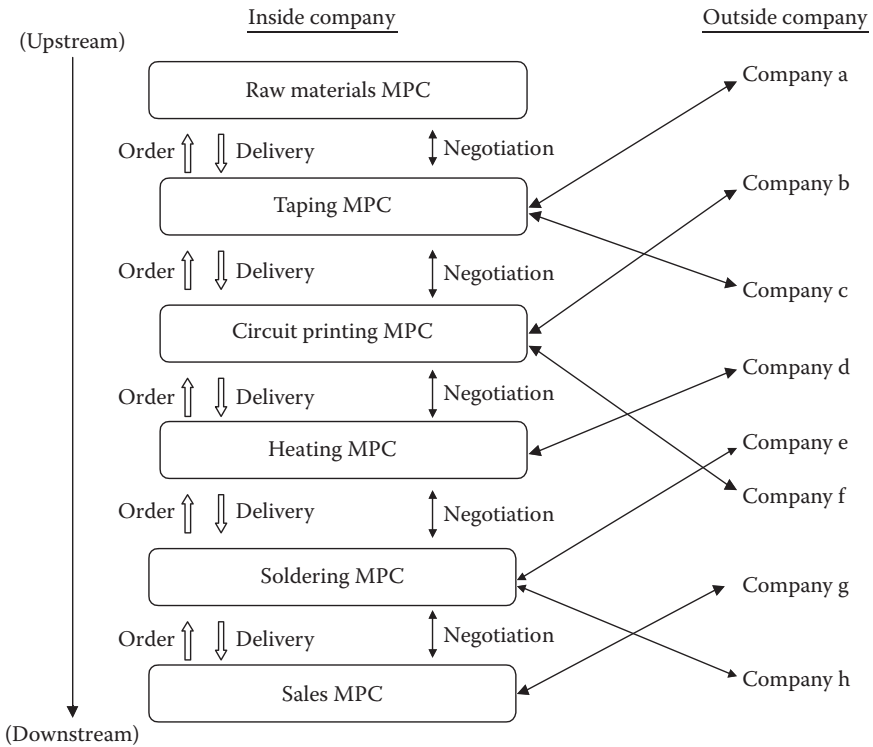 Inside company
Outside company
(Upstream)
Raw materials MPC
Company a
Order
Delivery
Negotiation
Taping MPC
Company b
Order
Delivery
Negotiation
Company c
Circuit printing MPC
Company d
Order
Delivery
Negotiation
Heating MPC
Company e
Company f
Order
Delivery
Negotiation
Soldering MPC
Company g
Order
Delivery
Negotiation
Company h
Sales MPC
(Downstream)